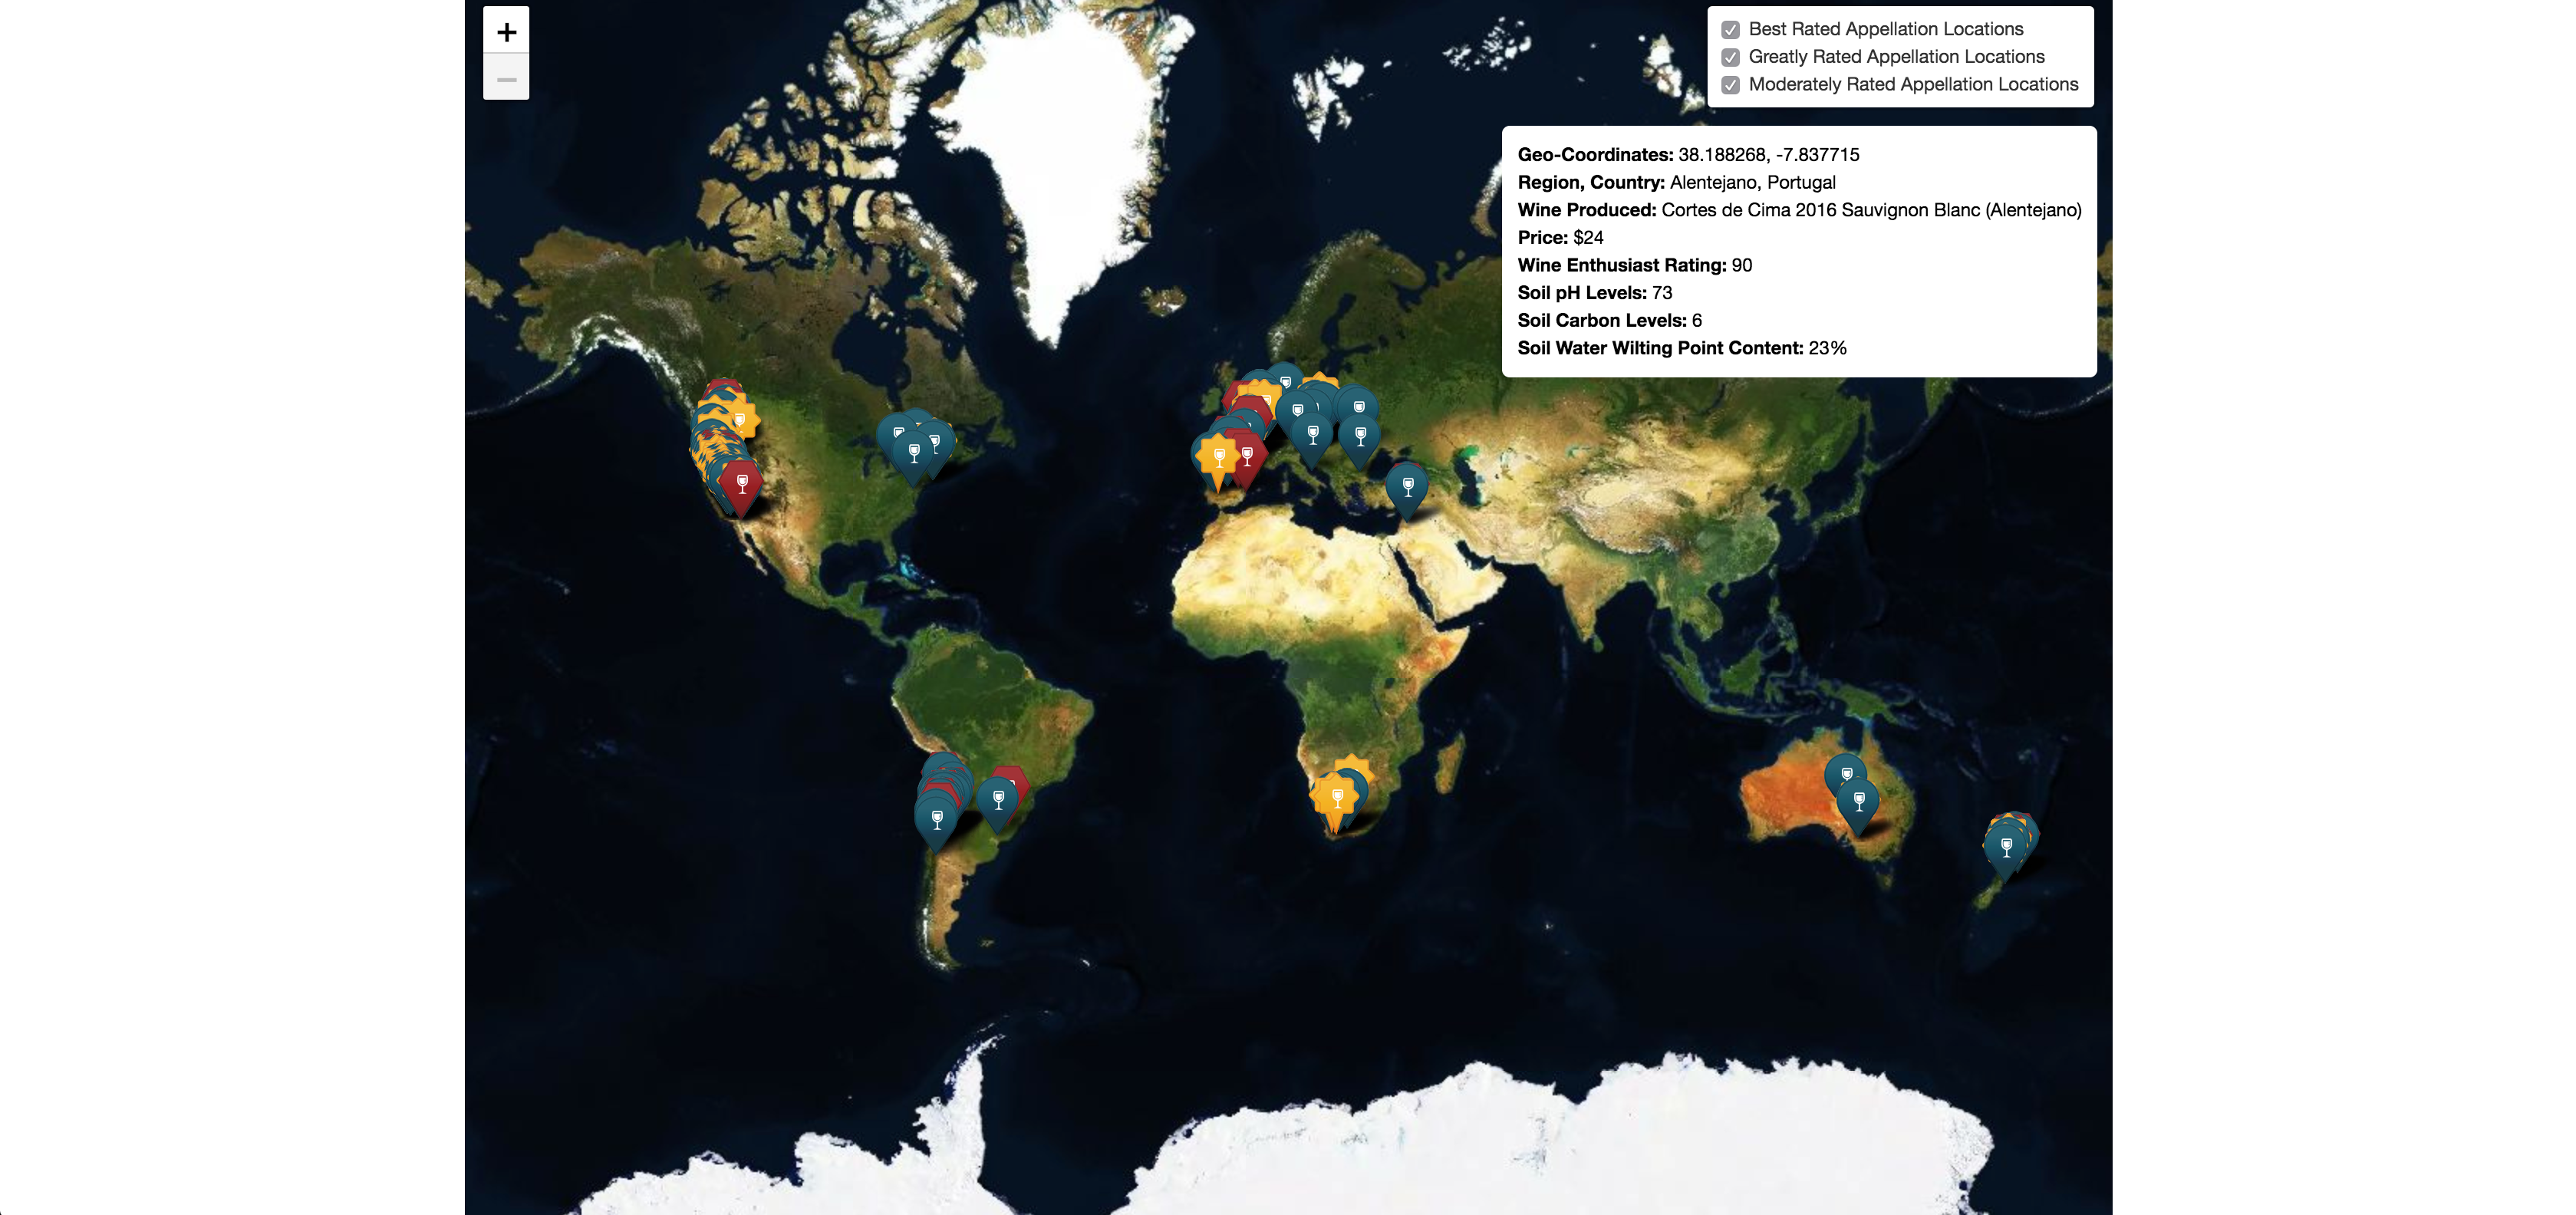 +
−
Best Rated Appellation Locations
Greatly Rated Appellation Locations
Moderately Rated Appellation Locations
Geo-Coordinates: 38.188268, -7.837715
Region, Country: Alentejano, Portugal
Wine Produced: Cortes de Cima 2016 Sauvignon Blanc (Alentejano)
Price: $24
Wine Enthusiast Rating: 90
Soil pH Levels: 73
Soil Carbon Levels: 6
Soil Water Wilting Point Content: 23%